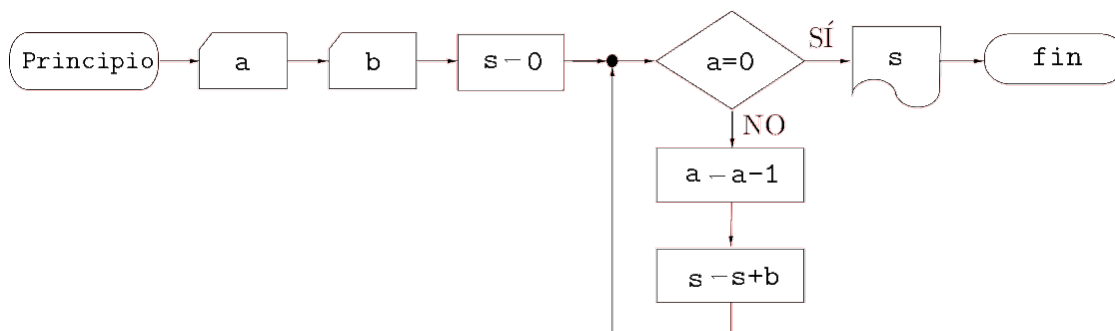 Principio
a
b
s←0
a=0
SÍ
s
fin
NO
a←a-1
s←s+b